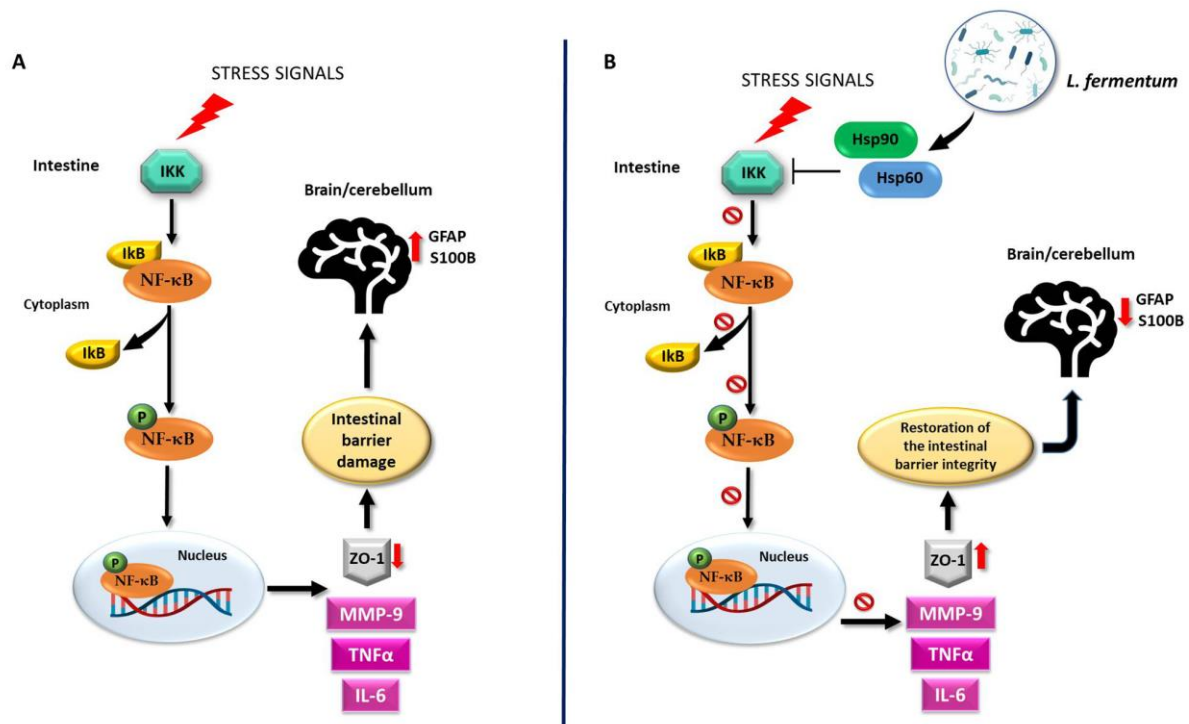 A
STRESS SIGNALS
Intestine
IKK
Brain/cerebellum
GFAP
S100B
IkB
NF-κB
Cytoplasm
IkB
P
NF-κB
Intestinal
barrier
damage
Nucleus
P
NF-κB
ZO-1
MMP-9
TNFα
IL-6
B
STRESS SIGNALS
L. fermentum
Hsp90
Hsp60
Intestine
IKK
Brain/cerebellum
GFAP
S100B
IkB
NF-κB
Cytoplasm
IkB
P
NF-κB
Restoration of
the intestinal
barrier integrity
Nucleus
P
NF-κB
ZO-1
MMP-9
TNFα
IL-6